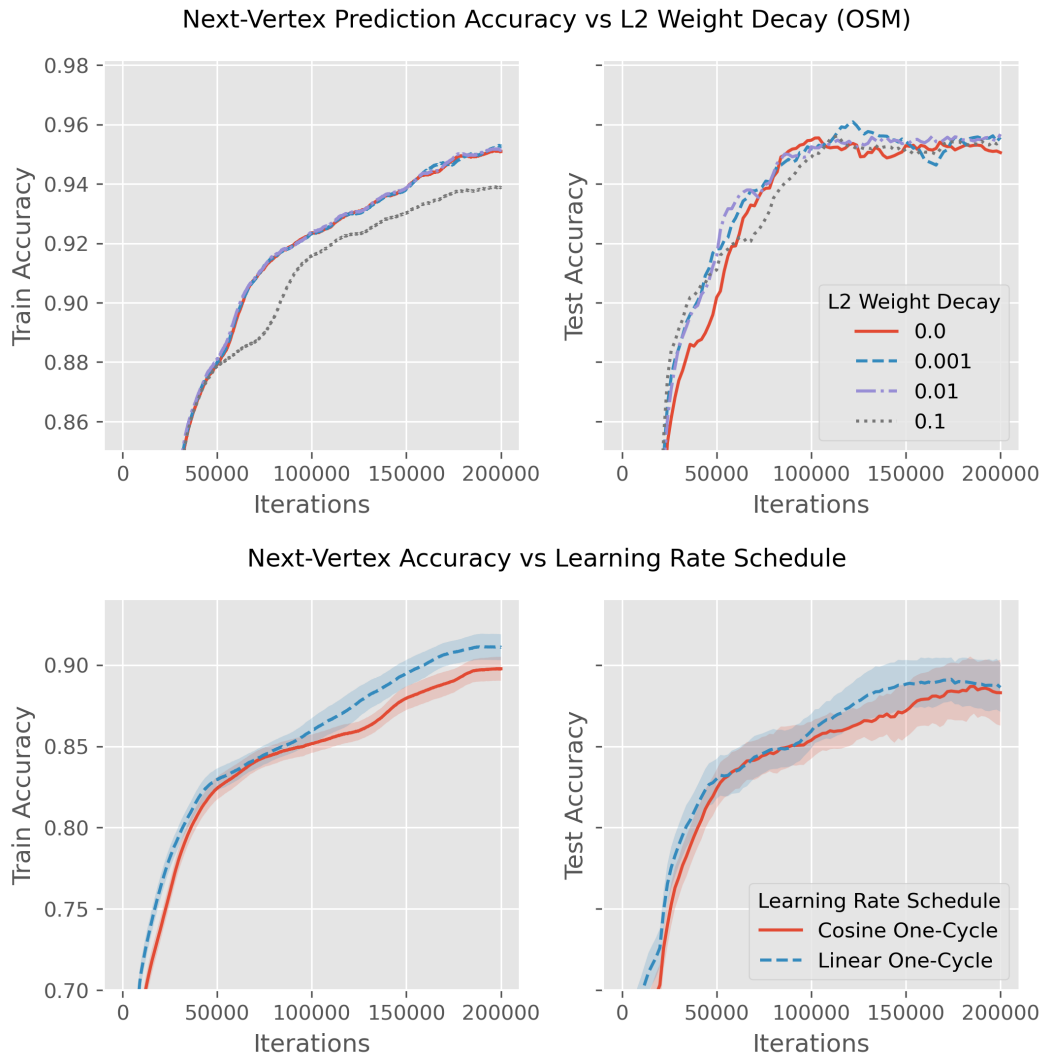 Next-Vertex Prediction Accuracy vs L2 Weight Decay (OSM)
0.98
0.96
0.94
0.92
0.90
0.88
0.86
Train Accuracy
0 50000 100000 150000 200000
Iterations
Test Accuracy
L2 Weight Decay
0.0
0.001
0.01
0.1
0 50000 100000 150000 200000
Iterations
Next-Vertex Accuracy vs Learning Rate Schedule
0.90
0.85
0.80
0.75
0.70
Train Accuracy
0 50000 100000 150000 200000
Iterations
Test Accuracy
Learning Rate Schedule
Cosine One-Cycle
Linear One-Cycle
0 50000 100000 150000 200000
Iterations